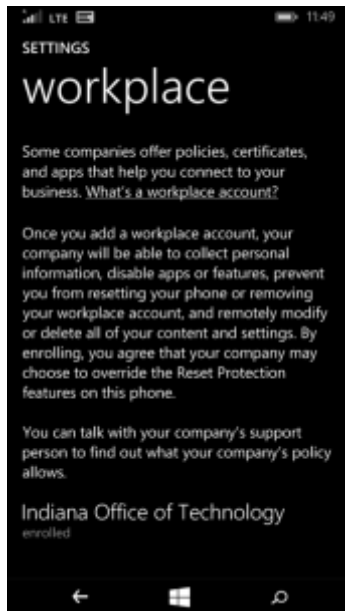 LTE 11:49
SETTINGS
workplace
Some companies offer policies, certificates,
and apps that help you connect to your
business. What's a workplace account?
Once you add a workplace account, your
company will be able to collect personal
information, disable apps or features, prevent
you from resetting your phone or removing
your workplace account, and remotely modify
or delete all of your content and settings. By
enrolling, you agree that your company may
choose to override the Reset Protection
features on this phone.
You can talk with your company's support
person to find out what your company's policy
allows.
Indiana Office of Technology
enrolled